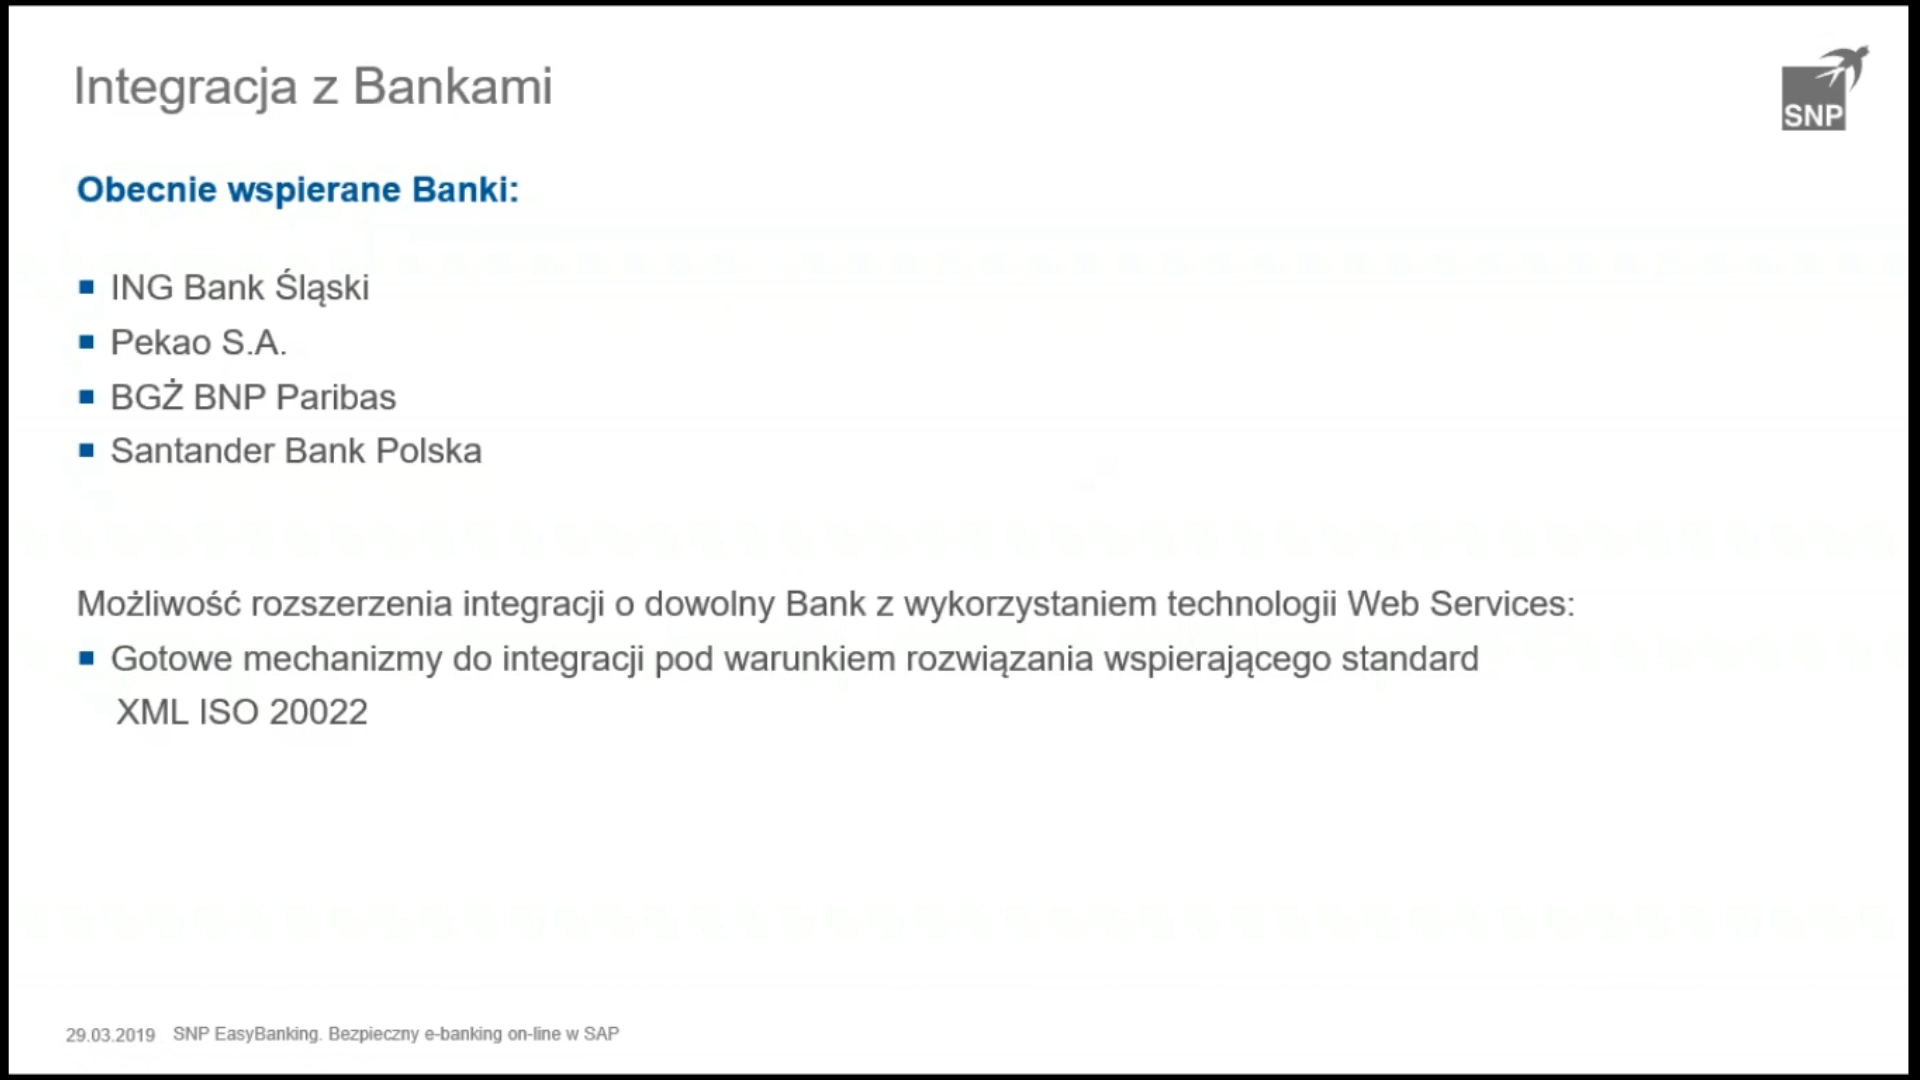 Integracja z Bankami
SNP
Obecnie wspierane Banki:
ING Bank Śląski
Pekao S.A.
BGŻ BNP Paribas
Santander Bank Polska
Możliwość rozszerzenia integracji o dowolny Bank z wykorzystaniem technologii Web Services:
Gotowe mechanizmy do integracji pod warunkiem rozwiązania wspierającego standard
XML ISO 20022
29.03.2019 SNP EasyBanking. Bezpieczny e-banking on-line w SAP